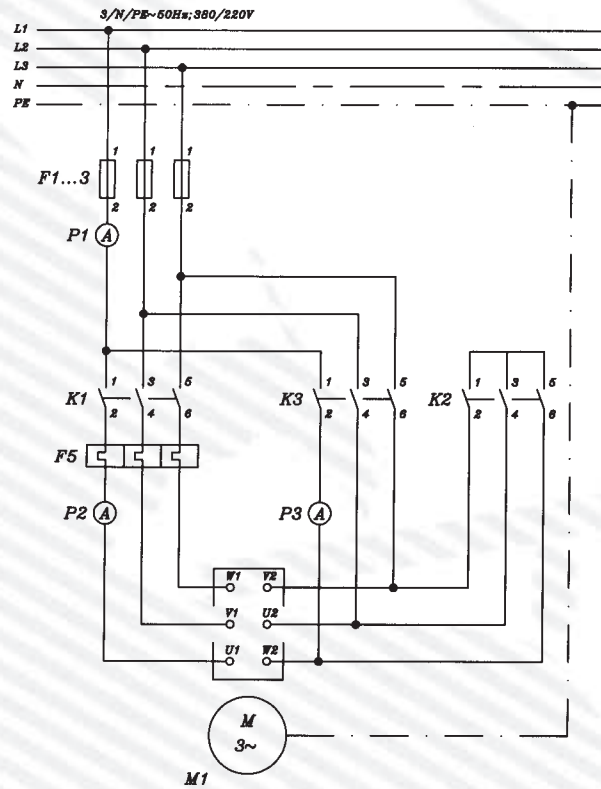 3/N/PE~50Hz;380/220V
L1
L2
L3
N
PE
1 1 1
F1...3
2 2 2
P1 A
1 3 5 1 3 5 1 3 5
K1 K3 K2
2 4 6 2 4 6 2 4 6
F5
P2 A P3 A
W1 V2
V1 U2
U1 W2
M
3~
M1